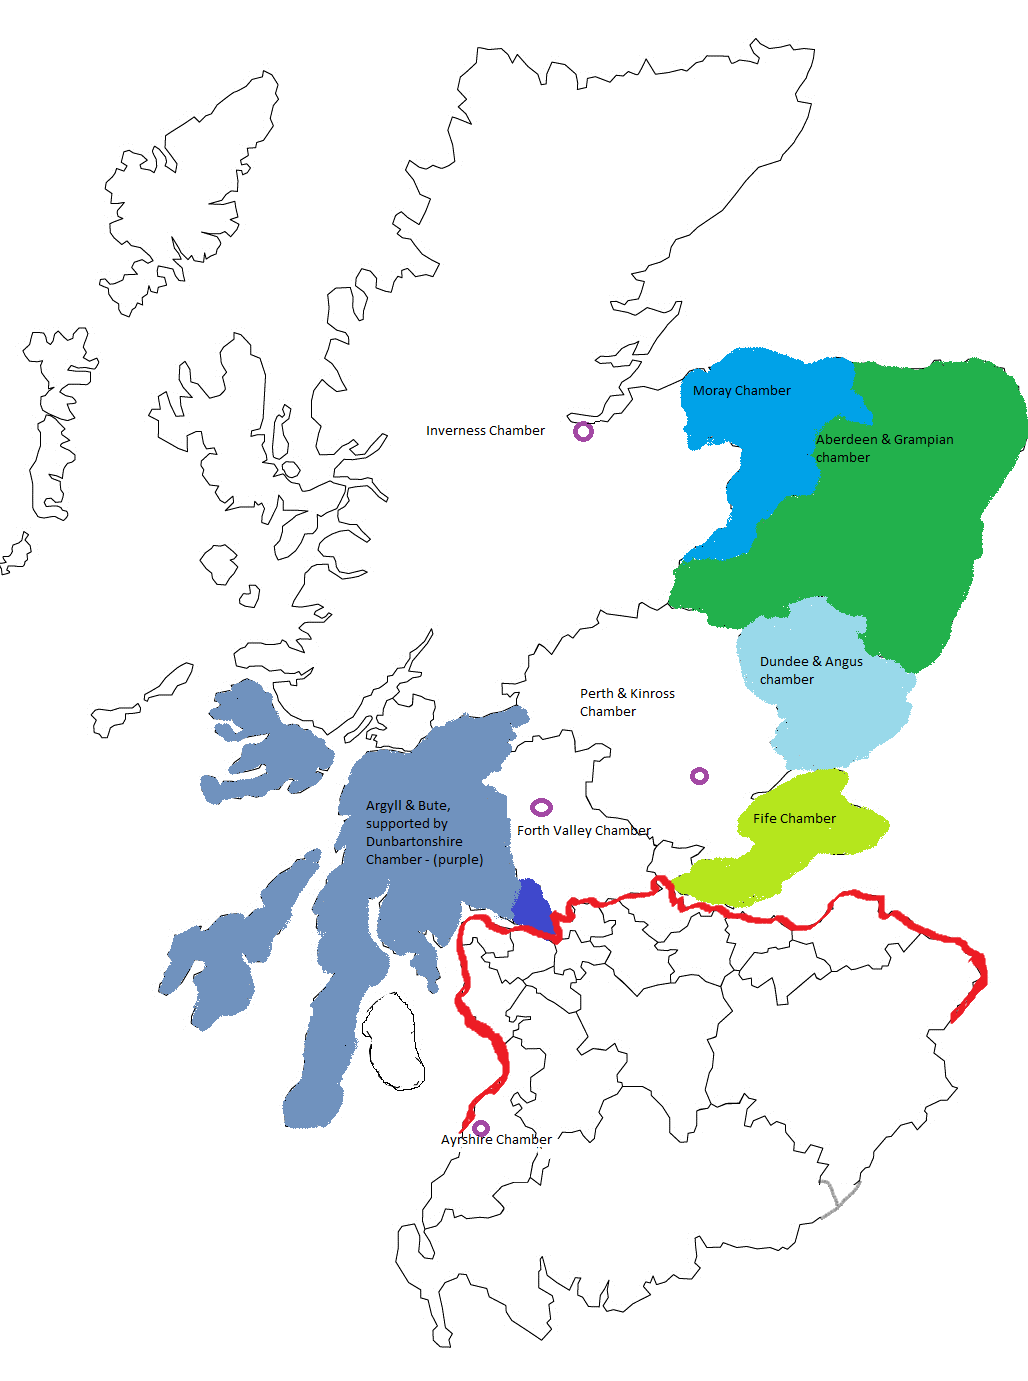 Moray Chamber
Inverness Chamber
Aberdeen & Grampian
chamber
Dundee & Angus
chamber
Perth & Kinross
Chamber
Argyll & Bute,
supported by
Dunbartonshire
Chamber - (purple)
Forth Valley Chamber
Fife Chamber
Ayrshire Chamber